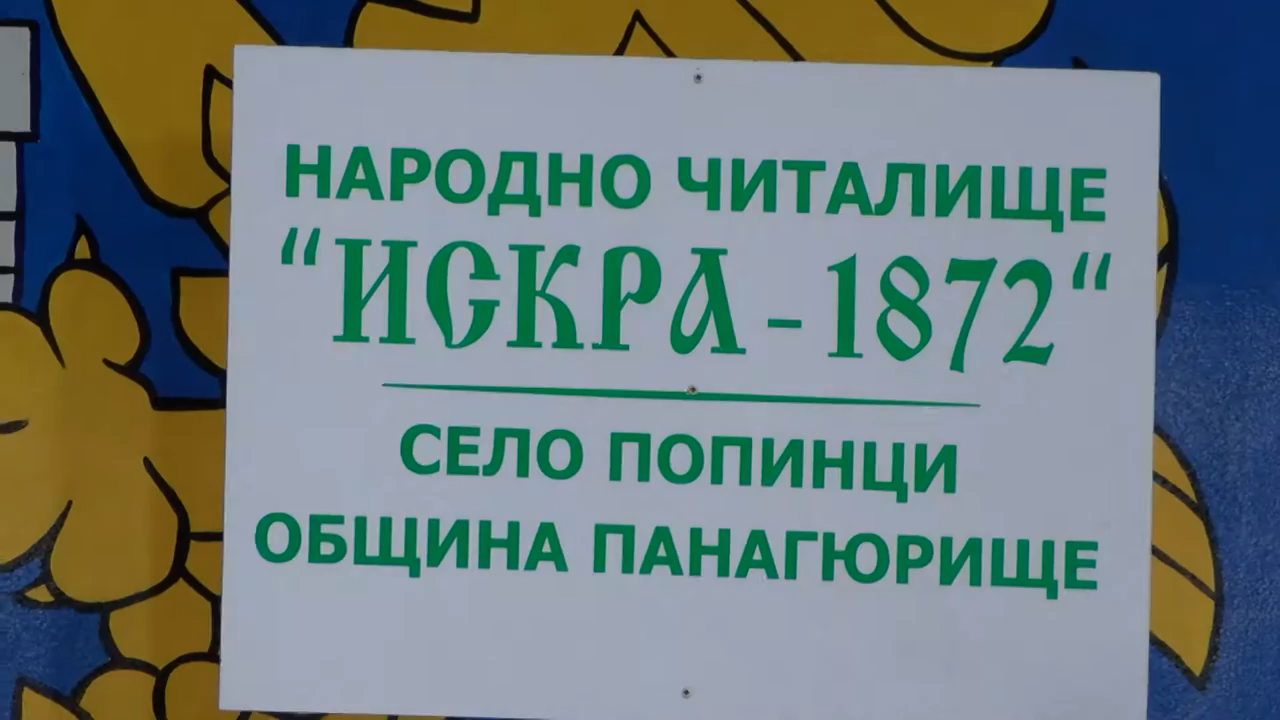 НАРОДНО ЧИТАЛИЩЕ
“ИСКРА - 1872“
СЕЛО ПОПИНЦИ
ОБЩИНА ПАНАГЮРИЩЕ